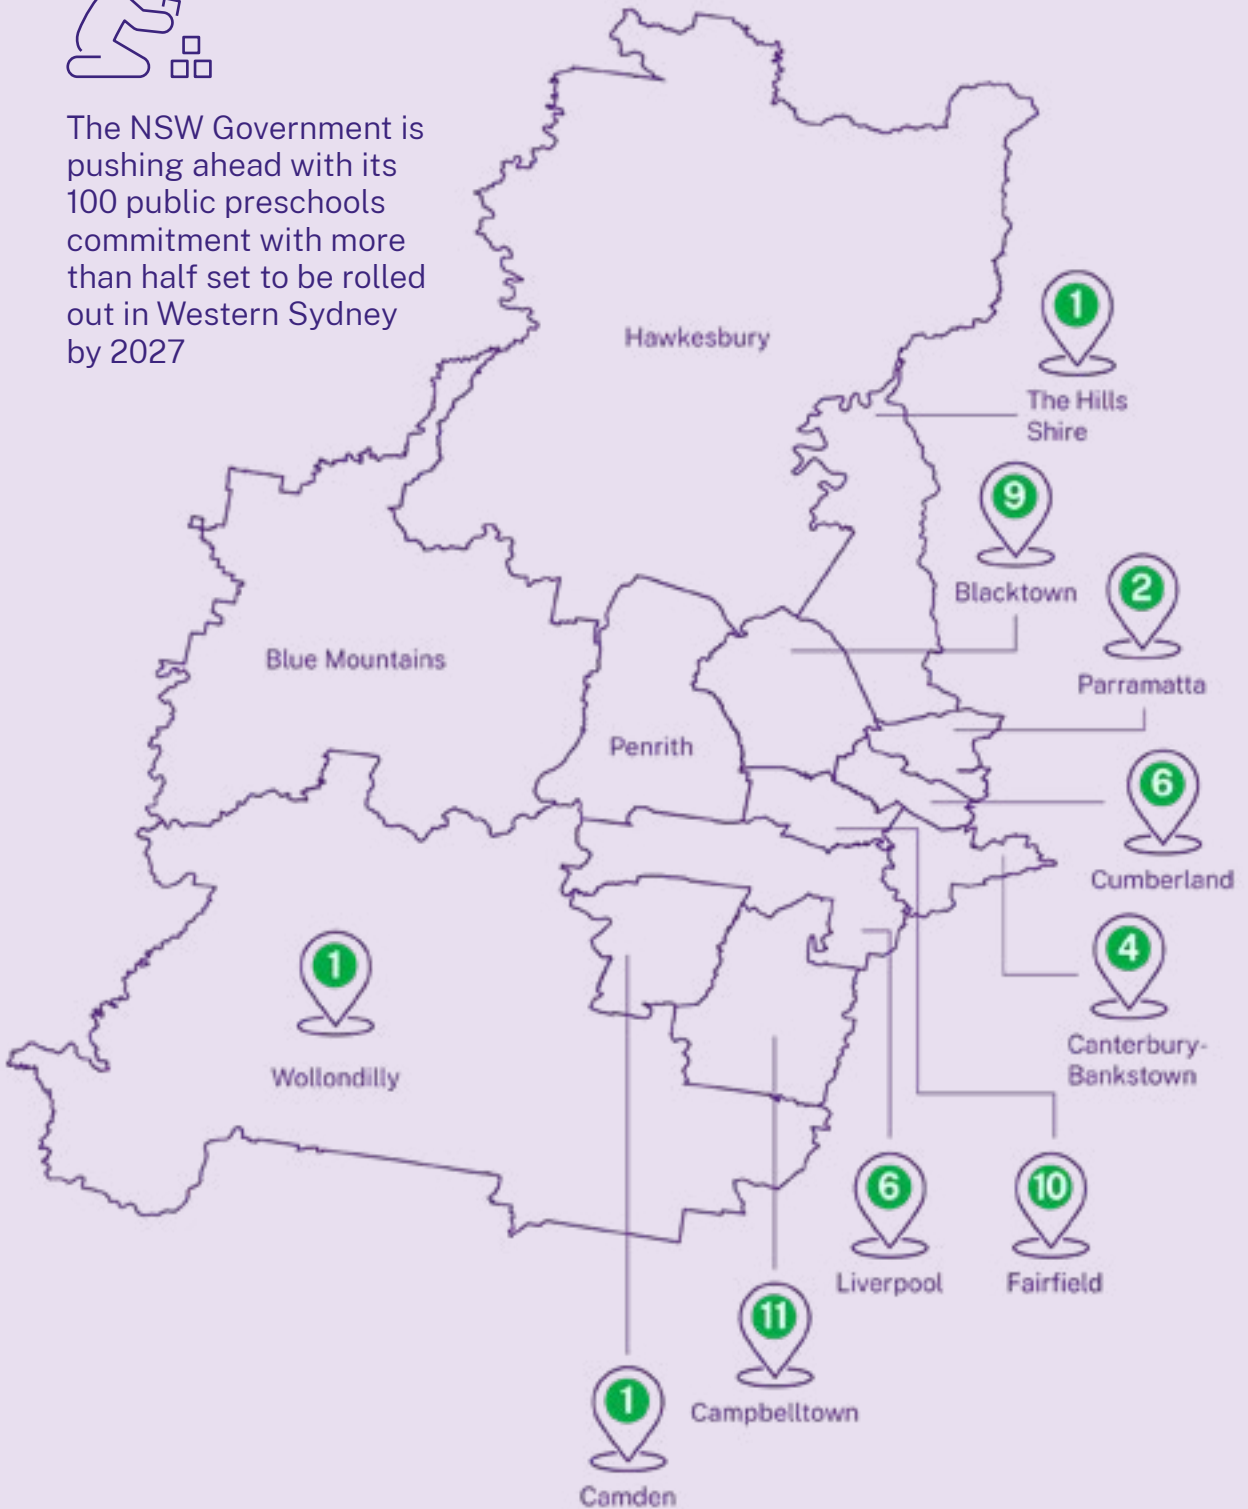 The NSW Government is
pushing ahead with its
100 public preschools
commitment with more
than half set to be rolled
out in Western Sydney
by 2027
Hawkesbury
1
The Hills
Shire
9
Blacktown
2
Parramatta
Blue Mountains
Penrith
6
Cumberland
4
Canterbury-
Bankstown
1
Wollondilly
6
Liverpool
10
Fairfield
11
Campbelltown
1
Camden